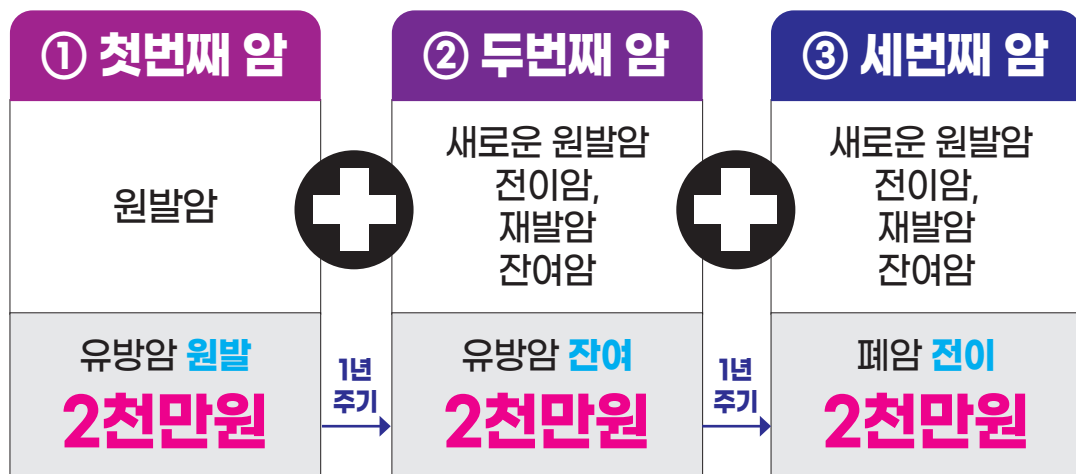 ① 첫번째 암
원발암
유방암 원발
2천만원
1년
주기
② 두번째 암
새로운 원발암
전이암,
재발암
잔여암
유방암 잔여
2천만원
1년
주기
③ 세번째 암
새로운 원발암
전이암,
재발암
잔여암
폐암 전이
2천만원